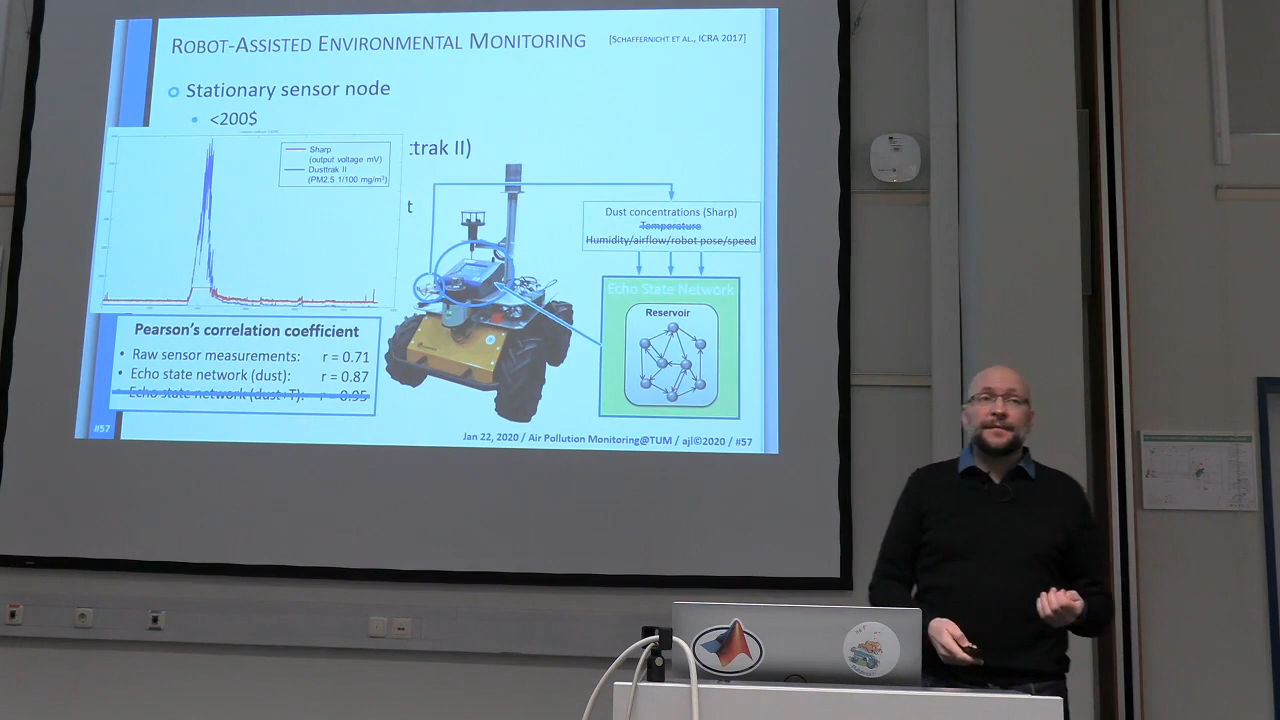 ROBOT-ASSISTED ENVIRONMENTAL MONITORING
[SCHAFFERNICHT ET AL., ICRA 2017]
Stationary sensor node
<200$
ttrak II)
t
Sharp
(output voltage mV)
Dusttrak II
(PM2.5 1/100 mg/m³)
Dust concentrations (Sharp)
Temperature
Humidity/airflow/robot pose/speed
Echo State Network
Reservoir
Pearson's correlation coefficient
• Raw sensor measurements: r = 0.71
• Echo state network (dust): r = 0.87
Echo state network (dust+T): r = 0.95
#57
Jan 22, 2020 / Air Pollution Monitoring@TUM / ajl©2020 / #57